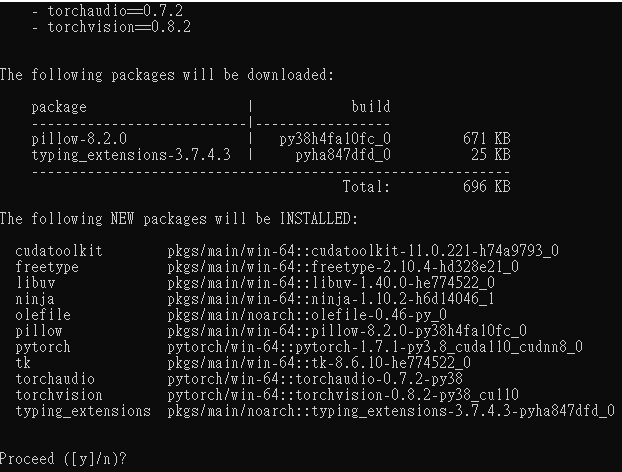 - torchaudio==0.7.2
- torchvision==0.8.2
The following packages will be downloaded:
package | build
---------------------------|-----------------
pillow-8.2.0 | py38h4fa10fc_0 671 KB
typing_extensions-3.7.4.3 | pyha847dfd_0 25 KB
------------------------------------------------------------
Total: 696 KB
The following NEW packages will be INSTALLED:
cudatoolkit pkgs/main/win-64::cudatoolkit-11.0.221-h74a9793_0
freetype pkgs/main/win-64::freetype-2.10.4-hd328e21_0
libuv pkgs/main/win-64::libuv-1.40.0-he774522_0
ninja pkgs/main/win-64::ninja-1.10.2-h6d14046_1
olefile pkgs/main/noarch::olefile-0.46-py_0
pillow pkgs/main/win-64::pillow-8.2.0-py38h4fa10fc_0
pytorch pytorch/win-64::pytorch-1.7.1-py3.8_cuda110_cudnn8_0
tk pkgs/main/win-64::tk-8.6.10-he774522_0
torchaudio pytorch/win-64::torchaudio-0.7.2-py38
torchvision pytorch/win-64::torchvision-0.8.2-py38_cu110
typing_extensions pkgs/main/noarch::typing_extensions-3.7.4.3-pyha847dfd_0
Proceed ([y]/n)?